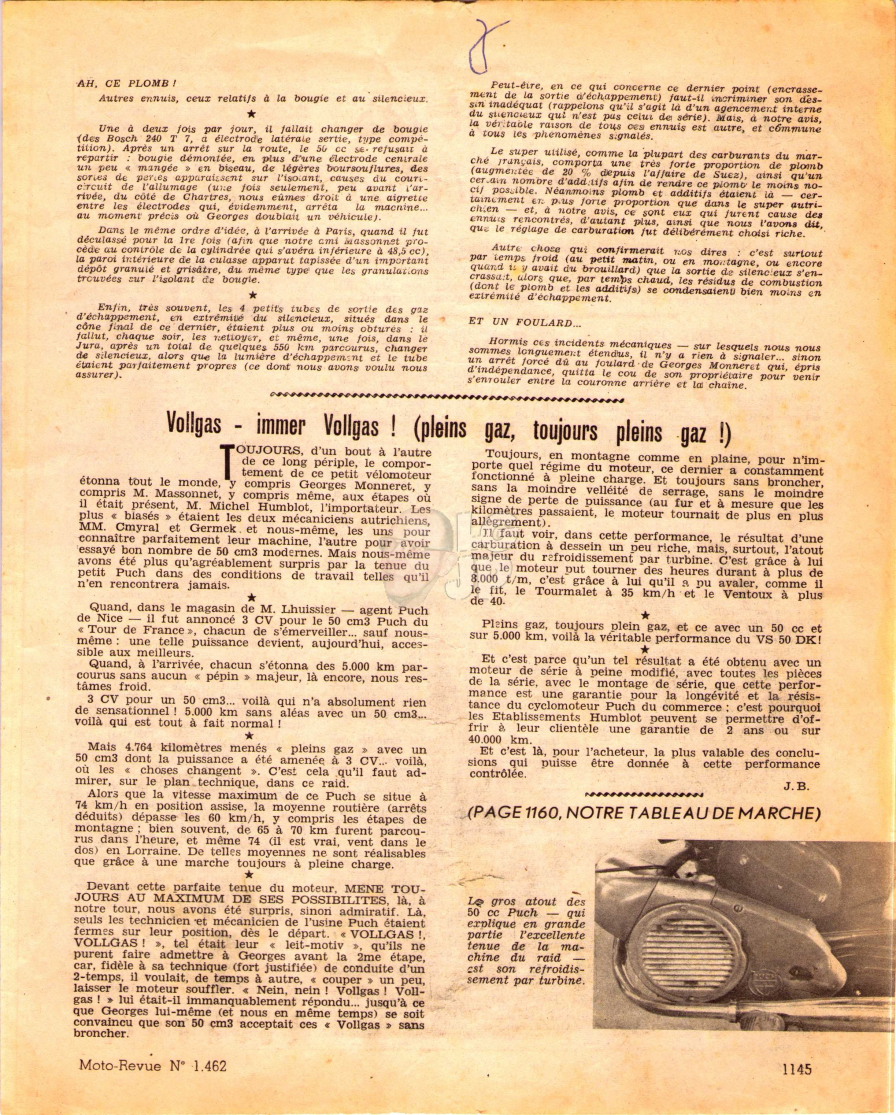 AH, CE PLOMB !
Autres ennuis, ceux relatifs à la bougie et au silencieux.
★
Une à deux fois par jour, il fallait changer de bougie
(des Bosch 240 T 7, à électrode latérale sertie, type compé-
tition). Après un arrêt sur la route, le 50 cc se refusait à
repartir : bougie démontée, en plus d'une électrode centrale
un peu « mangée » en biseau, de légères boursouflures, des
sortes de perles apparaissent sur l'isolant, causes du court-
circuit de l'allumage (une fois seulement, peu avant l'ar-
rivée, du côté de Chartres, nous eûmes droit à une aigrette
entre les électrodes qui, évidemment, arrêta la machine...
au moment précis où Georges doublait un véhicule).
Dans le même ordre d'idée, à l'arrivée à Paris, quand il fut
déculassé pour la 1re fois (afin que notre ami Massonnet pro-
cède au contrôle de la cylindrée qui s'avéra inférieure à 48,5 cc),
la paroi intérieure de la culasse apparut tapissée d'un important
dépôt granulé et grisâtre, du même type que les granulations
trouvées sur l'isolant de bougie.
★
Enfin, très souvent, les 4 petits tubes de sortie des gaz
d'échappement, en extrémité du silencieux, situés dans le
cône final de ce dernier, étaient plus ou moins obturés : il
fallut, chaque soir, les nettoyer, et même, une fois, dans le
Jura, après un total de quelques 550 km parcourus, changer
de silencieux, alors que la lumière d'échappement et le tube
étaient parfaitement propres (ce dont nous avons voulu nous
assurer).
Peut-être, en ce qui concerne ce dernier point (encrasse-
ment de la sortie d'échappement) faut-il incriminer son des-
sin inadéquat (rappelons qu'il s'agit là d'un agencement interne
du silencieux qui n'est pas celui de série). Mais, à notre avis,
la véritable raison de tous ces ennuis est autre, et commune
à tous les phénomènes signalés.
Le super utilisé, comme la plupart des carburants du mar-
ché français, comporta une très forte proportion de plomb
(augmentée de 20 % depuis l'affaire de Suez), ainsi qu'un
certain nombre d'additifs afin de rendre ce plomb le moins no-
cif possible. Néanmoins plomb et additifs étaient là — cer-
tainement en plus forte proportion que dans le super autri-
chien — et, à notre avis, ce sont eux qui furent cause des
ennuis rencontrés, d'autant plus, ainsi que nous l'avons dit,
que le réglage de carburation fut délibérément choisi riche.
Autre chose qui confirmerait nos dires : c'est surtout
par temps froid (au petit matin, ou en montagne, ou encore
quand il y avait du brouillard) que la sortie de silencieux s'en-
crassait, alors que, par temps chaud, les résidus de combustion
(dont le plomb et les additifs) se condensaient bien moins en
extrémité d'échappement.
ET UN FOULARD...
Hormis ces incidents mécaniques — sur lesquels nous nous
sommes longuement étendus, il n'y a rien à signaler... sinon
un arrêt forcé dû au foulard de Georges Monneret qui, épris
d'indépendance, quitta le cou de son propriétaire pour venir
s'enrouler entre la couronne arrière et la chaîne.
Vollgas - immer Vollgas ! (pleins gaz, toujours pleins gaz !)
TOUJOURS, d'un bout à l'autre
de ce long périple, le compor-
tement de ce petit vélomoteur
étonna tout le monde, y compris Georges Monneret, y
compris M. Massonnet, y compris même, aux étapes où
il était présent, M. Michel Humblot, l'importateur. Les
plus « biasés » étaient les deux mécaniciens autrichiens,
MM. Cmyral et Germek et nous-même, les uns pour
connaître parfaitement leur machine, l'autre pour avoir
essayé bon nombre de 50 cm3 modernes. Mais nous-même
avons été plus qu'agréablement surpris par la tenue du
petit Puch dans des conditions de travail telles qu'il
n'en rencontrera jamais.
★
Quand, dans le magasin de M. Lhuissier — agent Puch
de Nice — il fut annoncé 3 CV pour le 50 cm3 Puch du
« Tour de France », chacun de s'émerveiller... sauf nous-
même : une telle puissance devient, aujourd'hui, acces-
sible aux meilleurs.
Quand, à l'arrivée, chacun s'étonna des 5.000 km par-
courus sans aucun « pépin » majeur, là encore, nous res-
tâmes froid.
3 CV pour un 50 cm3... voilà qui n'a absolument rien
de sensationnel ! 5.000 km sans aléas avec un 50 cm3...
voilà qui est tout à fait normal !
★
Mais 4.764 kilomètres menés « pleins gaz » avec un
50 cm3 dont la puissance a été amenée à 3 CV... voilà,
où les « choses changent ». C'est cela qu'il faut ad-
mirer, sur le plan technique, dans ce raid.
Alors que la vitesse maximum de ce Puch se situe à
74 km/h en position assise, la moyenne routière (arrêts
déduits) dépasse les 60 km/h, y compris les étapes de
montagne ; bien souvent, de 65 à 70 km furent parcou-
rus dans l'heure, et même 74 (il est vrai, vent dans le
dos) en Lorraine. De telles moyennes ne sont réalisables
que grâce à une marche toujours à pleine charge.
★
Devant cette parfaite tenue du moteur, MENE TOU-
JOURS AU MAXIMUM DE SES POSSIBILITES, là, à
notre tour, nous avons été surpris, sinon admiratif. Là,
seuls les technicien et mécanicien de l'usine Puch étaient
fermes sur leur position, dès le départ. « VOLLGAS !,
VOLLGAS ! », tel était leur « leit-motiv », qu'ils ne
purent faire admettre à Georges avant la 2me étape,
car, fidèle à sa technique (fort justifiée) de conduite d'un
2-temps, il voulait, de temps à autre, « couper » un peu,
laisser le moteur souffler. « Nein, nein ! Vollgas ! Voll-
gas ! » lui était-il immanquablement répondu... jusqu'à ce
que Georges lui-même (et nous en même temps) se soit
convaincu que son 50 cm3 acceptait ces « Vollgas » sans
broncher.
Toujours, en montagne comme en plaine, pour n'im-
porte quel régime du moteur, ce dernier a constamment
fonctionné à pleine charge. Et toujours sans broncher,
sans la moindre velléité de serrage, sans le moindre
signe de perte de puissance (au fur et à mesure que les
kilomètres passaient, le moteur tournait de plus en plus
allègrement).
Il faut voir, dans cette performance, le résultat d'une
carburation à dessein un peu riche, mais, surtout, l'atout
majeur du refroidissement par turbine. C'est grâce à lui
que le moteur put tourner des heures durant à plus de
8.000 t/m, c'est grâce à lui qu'il a pu avaler, comme il
le fit, le Tourmalet à 35 km/h et le Ventoux à plus
de 40.
★
Pleins gaz, toujours plein gaz, et ce avec un 50 cc et
sur 5.000 km, voilà la véritable performance du VS 50 DK!
★
Et c'est parce qu'un tel résultat a été obtenu avec un
moteur de série à peine modifié, avec toutes les pièces
de la série, avec le montage de série, que cette perfor-
mance est une garantie pour la longévité et la résis-
tance du cyclomoteur Puch du commerce ; c'est pourquoi
les Etablissements Humblot peuvent se permettre d'of-
frir à leur clientèle une garantie de 2 ans ou sur
40.000 km.
Et c'est là, pour l'acheteur, la plus valable des conclu-
sions qui puisse être donnée à cette performance
contrôlée.
J. B.
(PAGE 1160, NOTRE TABLEAU DE MARCHE)
Le gros atout des
50 cc Puch — qui
explique en grande
partie l'excellente
tenue de la ma-
chine du raid —
est son refroidis-
sement par turbine.
Moto-Revue N° 1.462
1145